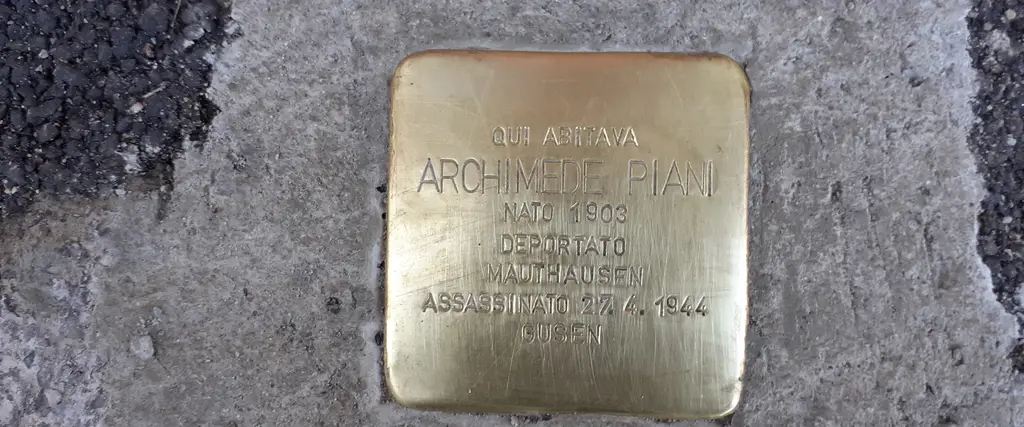 QUI ABITAVA
ARCHIMEDE PIANI
NATO 1903
DEPORTATO
MAUTHAUSEN
ASSASSINATO 27. 4. 1944
GUSEN